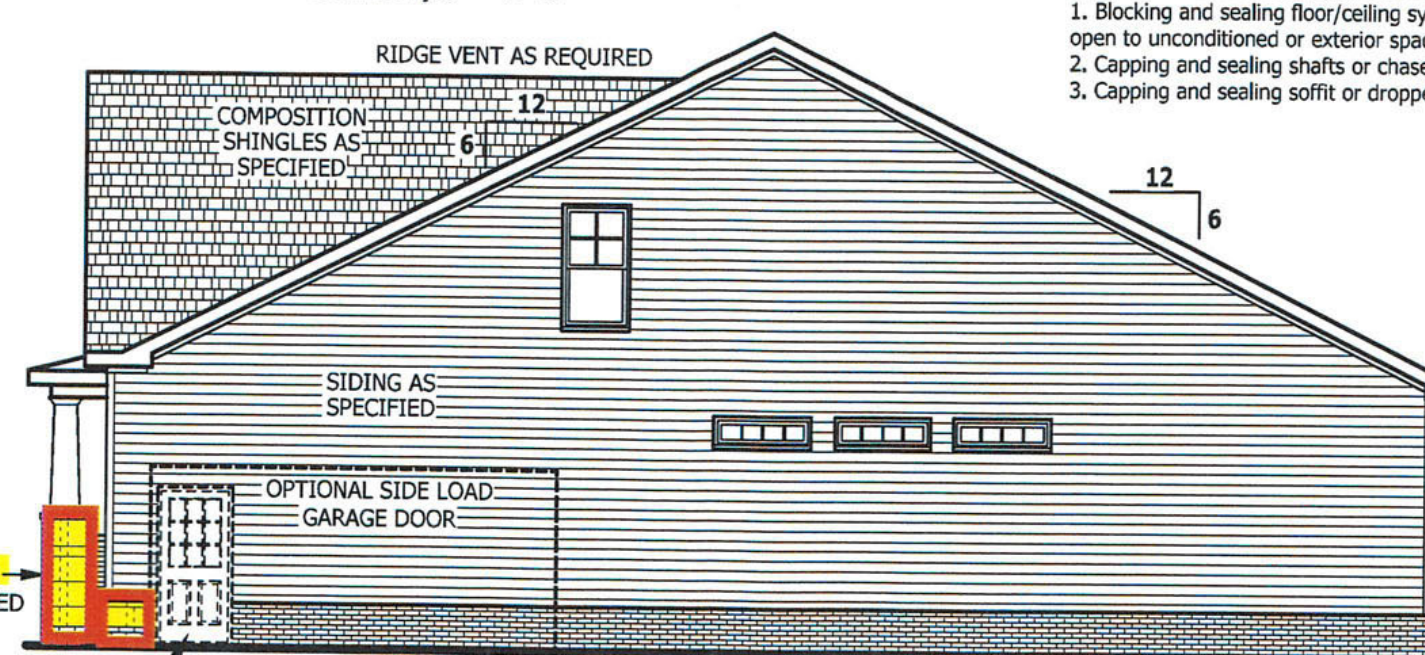 1. Blocking and sealing floor/ceiling sy
open to unconditioned or exterior spac
2. Capping and sealing shafts or chase
3. Capping and sealing soffit or droppe
RIDGE VENT AS REQUIRED
COMPOSITION
SHINGLES AS
SPECIFIED
12
6
12
6
SIDING AS
SPECIFIED
OPTIONAL SIDE LOAD
GARAGE DOOR
ED